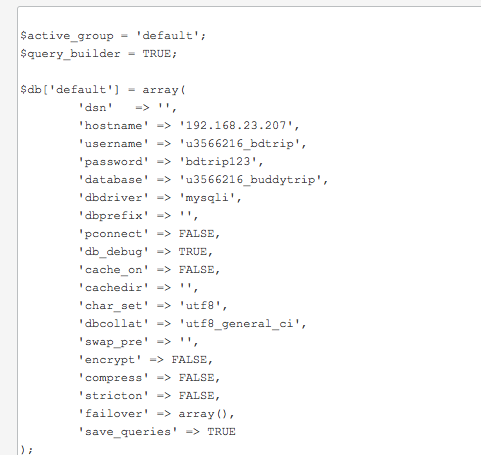 $active_group = 'default';
$query_builder = TRUE;
$db['default'] = array(
'dsn'   => '',
'hostname' => '192.168.23.207',
'username' => 'u3566216_bdtrip',
'password' => 'bdtrip123',
'database' => 'u3566216_buddytrip',
'dbdriver' => 'mysqli',
'dbprefix' => '',
'pconnect' => FALSE,
'db_debug' => TRUE,
'cache_on' => FALSE,
'cachedir' => '',
'char_set' => 'utf8',
'dbcollat' => 'utf8_general_ci',
'swap_pre' => '',
'encrypt' => FALSE,
'compress' => FALSE,
'stricton' => FALSE,
'failover' => array(),
'save_queries' => TRUE
);